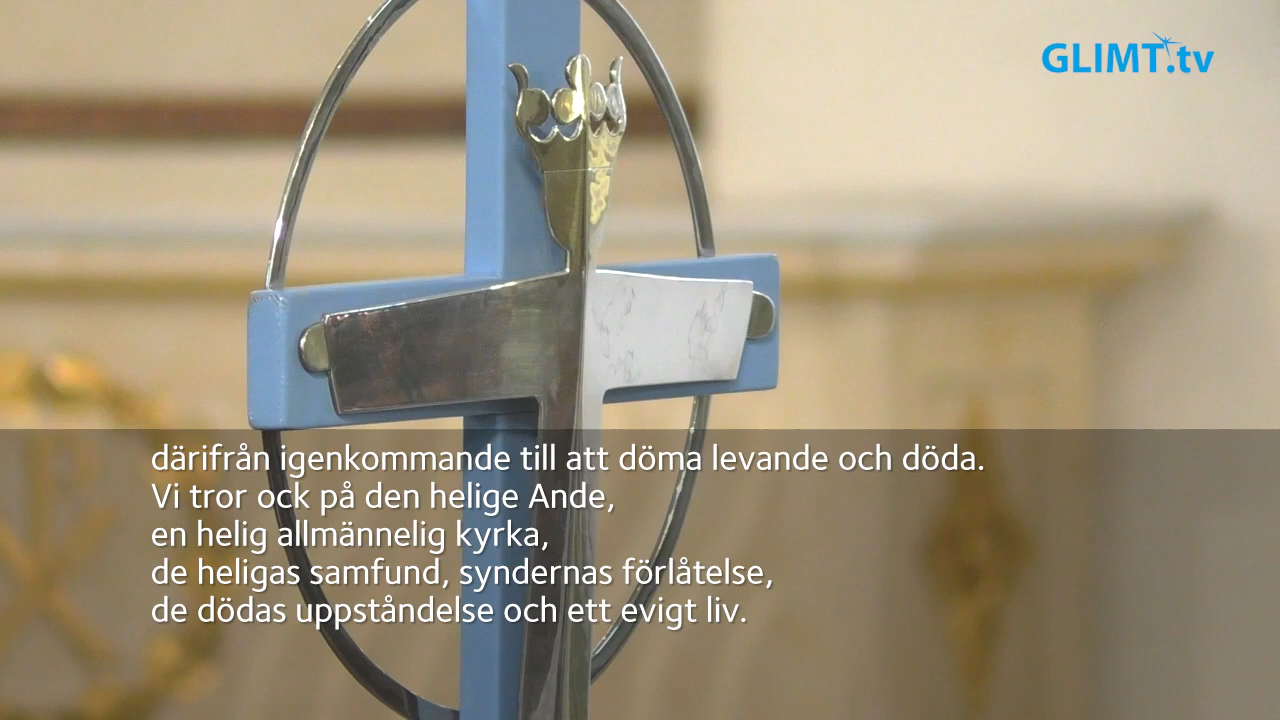 GLIMT.tv
därifrån igenkommande till att döma levande och döda.
Vi tror ock på den helige Ande,
en helig allmännelig kyrka,
de heligas samfund, syndernas förlåtelse,
de dödas uppståndelse och ett evigt liv.